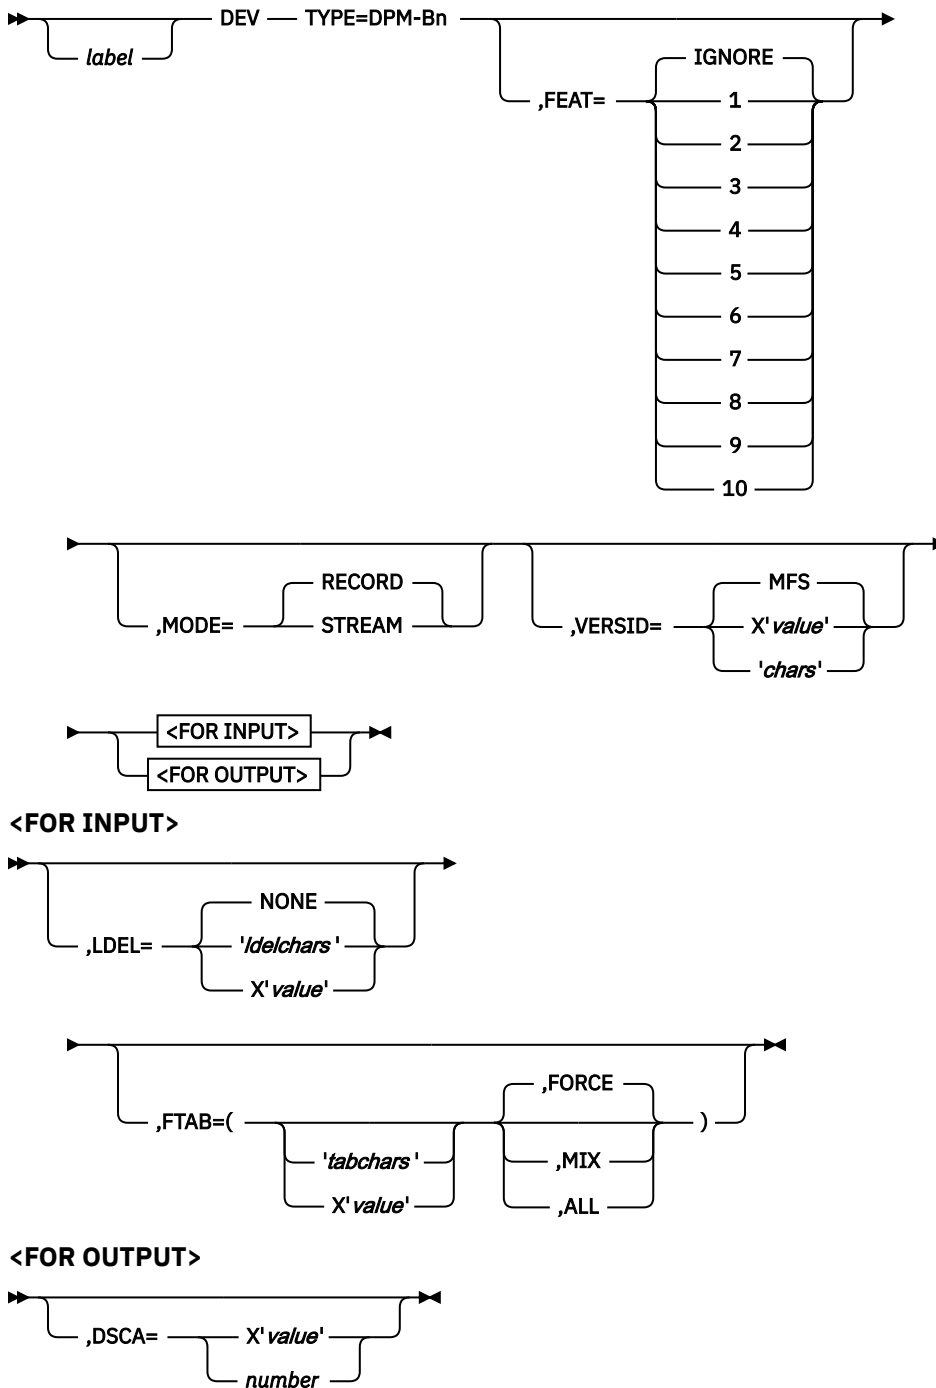 DEV TYPE=DPM-Bn
label
IGNORE
,FEAT=
1
2
3
4
5
6
7
8
9
10
RECORD
,MODE=
STREAM
MFS
,VERSID=
X'value'
'chars'
<FOR INPUT>
<FOR OUTPUT>
<FOR INPUT>
NONE
,LDEL=
'ldelchars'
X'value'
,FORCE
,FTAB=(
)
'tabchars'
,MIX
X'value'
,ALL
<FOR OUTPUT>
,DSCA=
X'value'
number